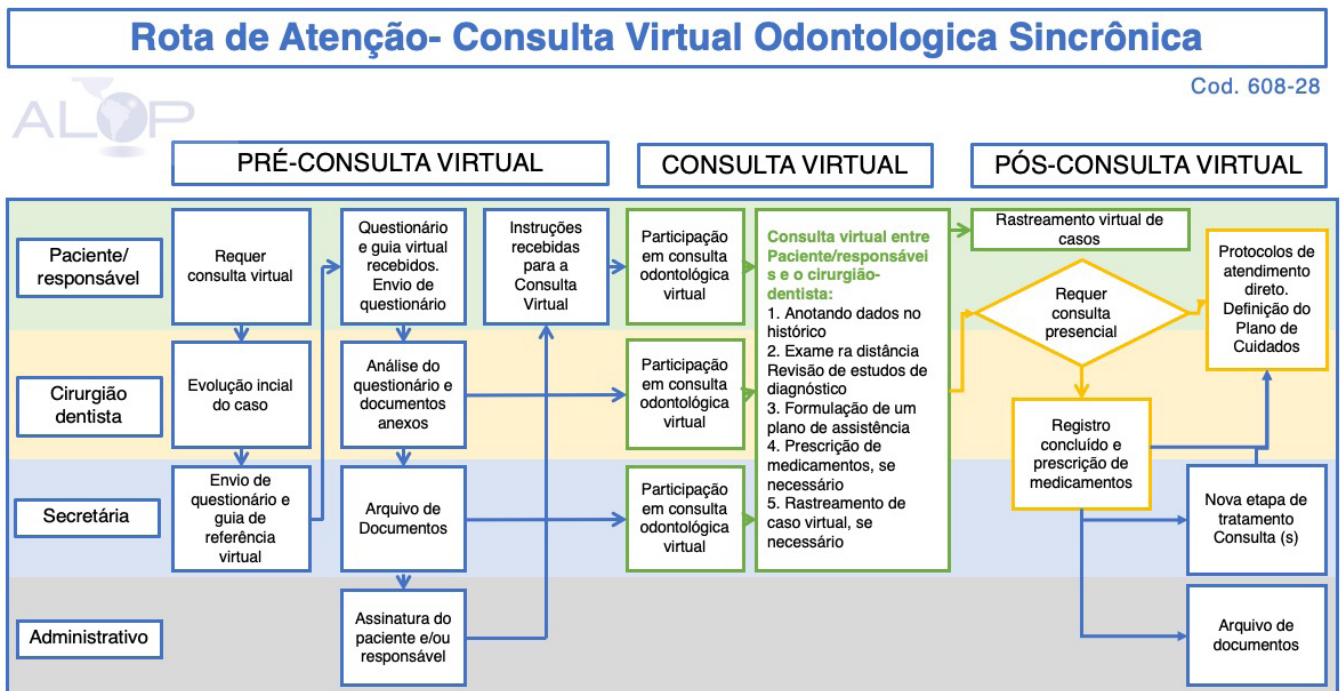 Rota de Atenção- Consulta Virtual Odontologica Sincrônica
Cod. 608-28
ALOP
PRÉ-CONSULTA VIRTUAL
CONSULTA VIRTUAL
PÓS-CONSULTA VIRTUAL
Paciente/
responsável
Requer
consulta virtual
Questionário
e guia virtual
recebidos.
Envio de
questionário
Instruções
recebidas
para a
Consulta
Virtual
Participação
em consulta
odontológica
virtual
Consulta virtual entre
Paciente/responsávei
s e o cirurgião-
dentista:
1. Anotando dados no
histórico
2. Exame ra distância
Revisão de estudos de
diagnóstico
3. Formulação de um
plano de assistência
4. Prescrição de
medicamentos, se
necessário
5. Rastreamento de
caso virtual, se
necessário
Rastreamento virtual de
casos
Requer
consulta
presencial
Protocolos de
atendimento
direto.
Definição do
Plano de
Cuidados
Cirurgião
dentista
Evolução incial
do caso
Análise do
questionário e
documentos
anexos
Participação
em consulta
odontológica
virtual
Registro
concluído e
prescrição de
medicamentos
Secretária
Envio de
questionário e
guia de
referência
virtual
Arquivo de
Documentos
Participação
em consulta
odontológica
virtual
Nova etapa de
tratamento
Consulta (s)
Administrativo
Assinatura do
paciente e/ou
responsável
Arquivo de
documentos